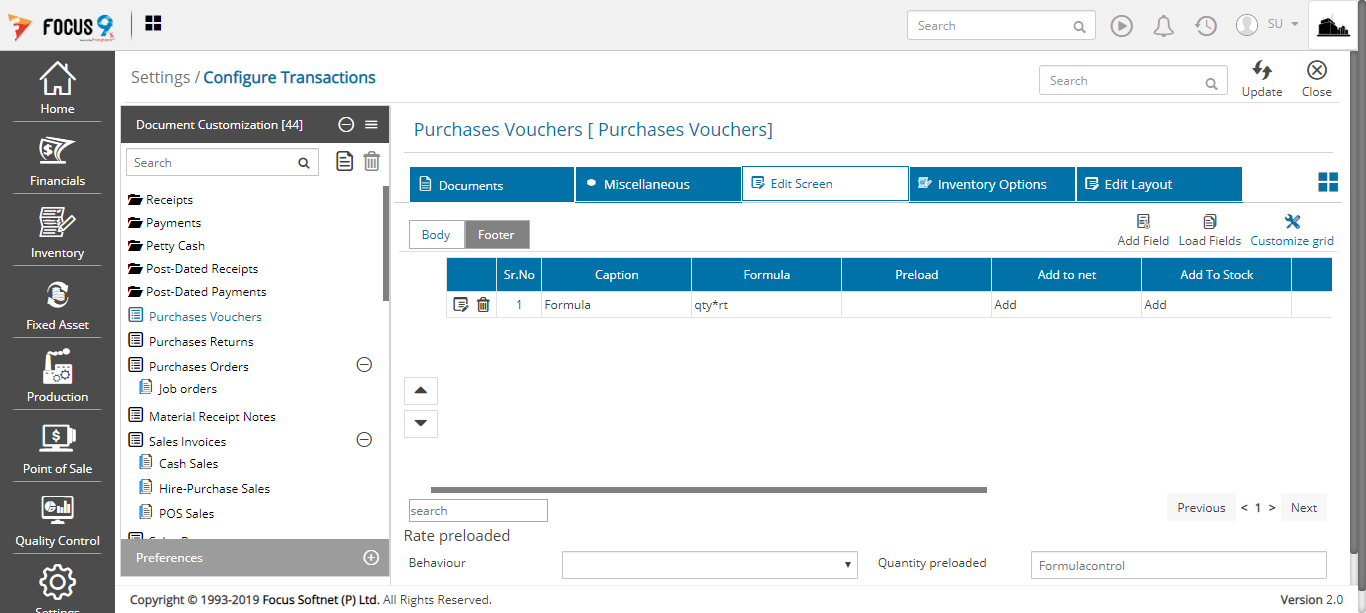 FOCUS 9
Search
SU
Home
Financials
Inventory
Fixed Asset
Production
Point of Sale
Quality Control
Settings
Settings / Configure Transactions
Search
Update
Close
Document Customization [44]
Search
Receipts
Payments
Petty Cash
Post-Dated Receipts
Post-Dated Payments
Purchases Vouchers
Purchases Returns
Purchases Orders
Job orders
Material Receipt Notes
Sales Invoices
Cash Sales
Hire-Purchase Sales
POS Sales
Preferences
Purchases Vouchers [ Purchases Vouchers]
Documents
Miscellaneous
Edit Screen
Inventory Options
Edit Layout
Body
Footer
Add Field
Load Fields
Customize grid
Sr.No Caption Formula Preload Add to net Add To Stock
1 Formula qty*rt Add Add
search
Previous < 1 > Next
Rate preloaded
Behaviour
Quantity preloaded
Formulacontrol
Copyright © 1993-2019 Focus Softnet (P) Ltd. All Rights Reserved.
Version 2.0